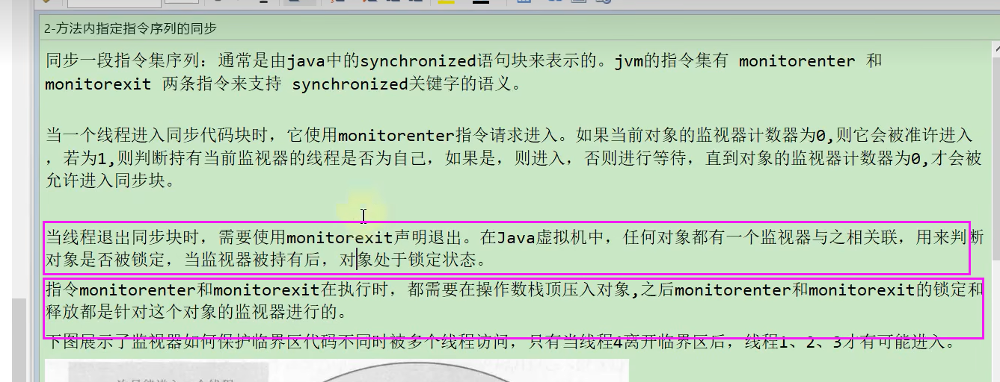 2-方法内指定指令序列的同步
同步一段指令集序列：通常是由java中的synchronized语句块来表示的。jvm的指令集有 monitorenter 和
monitorexit 两条指令来支持 synchronized关键字的语义。
当一个线程进入同步代码块时，它使用monitorenter指令请求进入。如果当前对象的监视器计数器为0,则它会被准许进入
，若为1,则判断持有当前监视器的线程是否为自己，如果是，则进入，否则进行等待，直到对象的监视器计数器为0,才会被
允许进入同步块。
当线程退出同步块时，需要使用monitorexit声明退出。在Java虚拟机中，任何对象都有一个监视器与之相关联，用来判断
对象是否被锁定，当监视器被持有后，对象处于锁定状态。
指令monitorenter和monitorexit在执行时，都需要在操作数栈顶压入对象,之后monitorenter和monitorexit的锁定和
释放都是针对这个对象的监视器进行的。
下图展示了监视器如何保护临界区代码不同时被多个线程访问，只有当线程4离开临界区后，线程1、2、3才有可能进入。